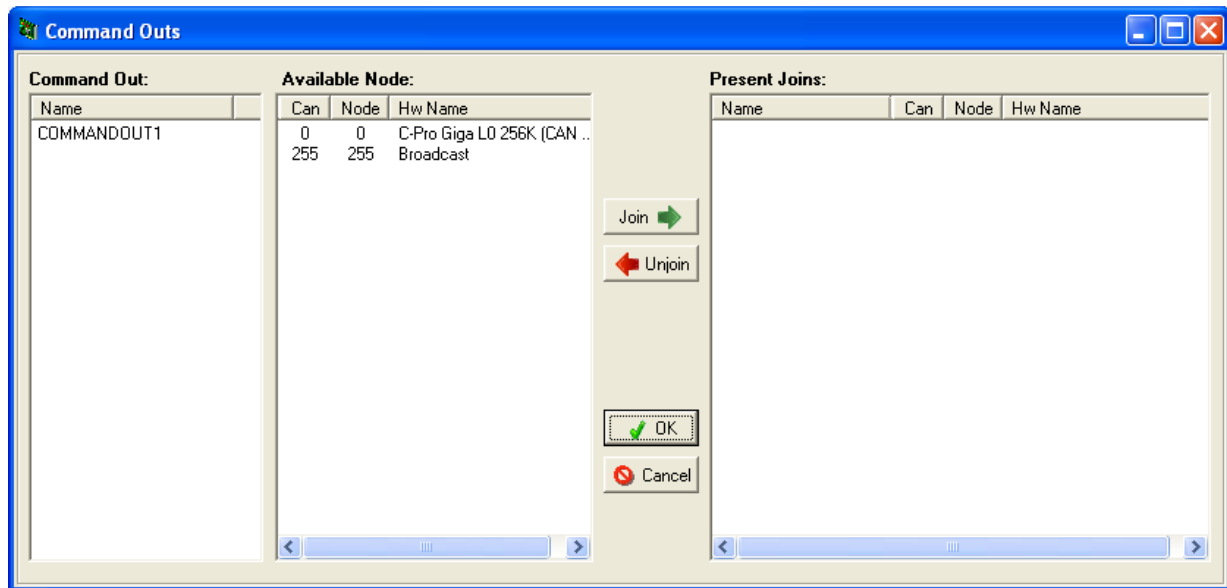 Command Outs
Command Out: Available Node: Present Joins:
Name Can Node Hw Name Name Can Node Hw Name
COMMANDOUT1 0 0 C-Pro Giga L0 256K (CAN ..
255 255 Broadcast
Join
Unjoin
OK
Cancel